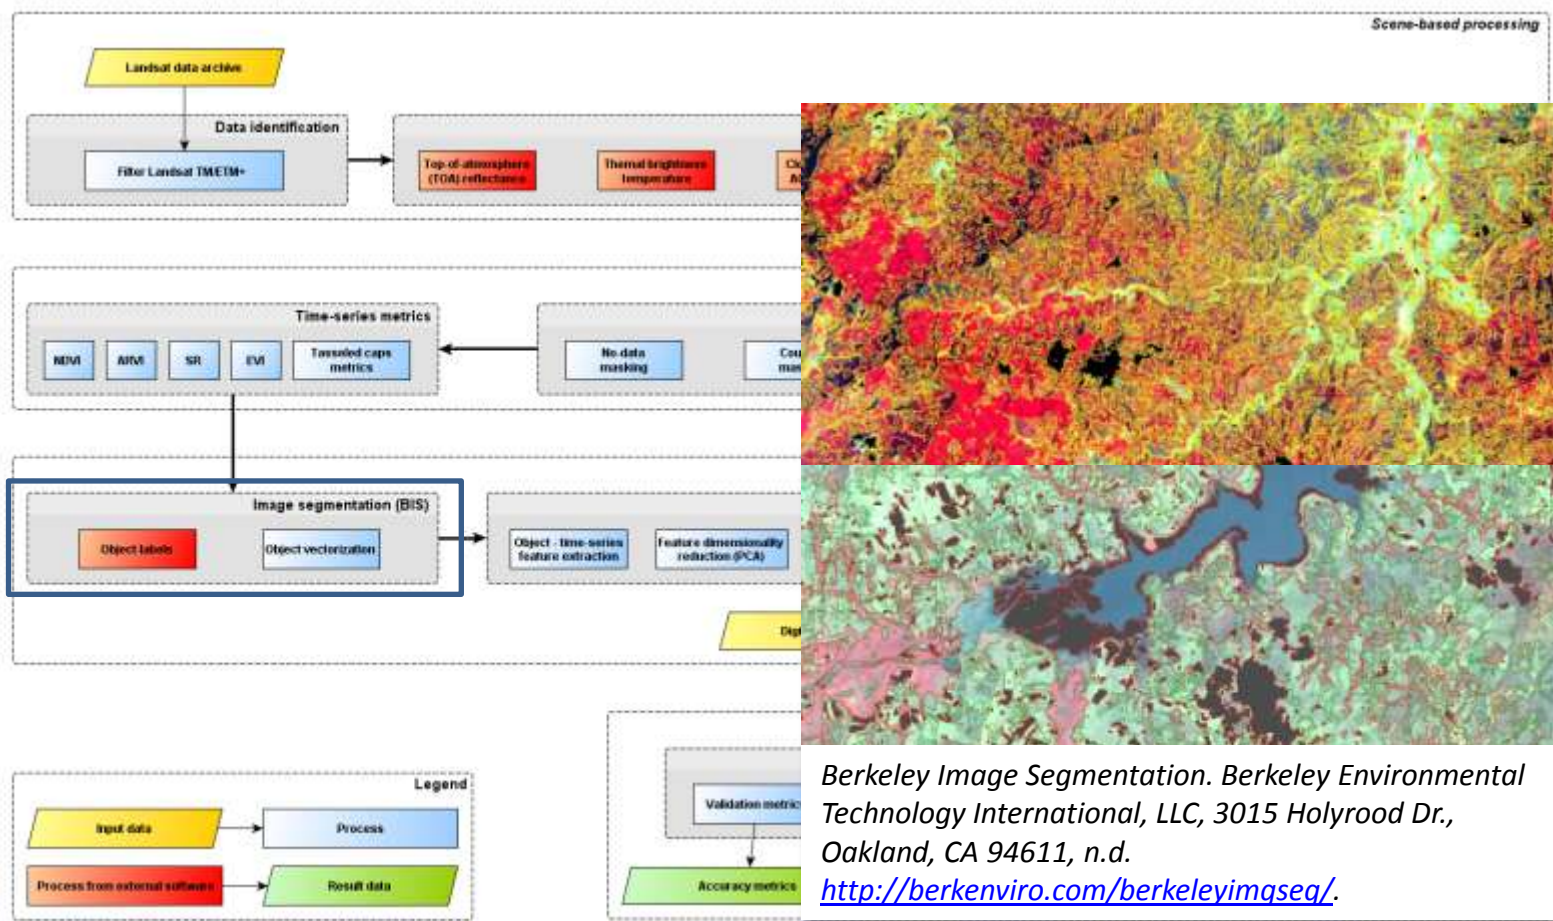 Scene-based processing
Landsat data archive
Data identification
Filter Landsat TM/ETM+
Top-of-atmosphere
(TOA) reflectance
Thermal brightness
temperature
Time-series metrics
NDVI
ARVI
SR
EVI
Tasseled caps
metrics
No data
masking
Image segmentation (BIS)
Object labels
Object vectorization
Object - time-series
feature extraction
Feature dimensionality
reduction (PCA)
Legend
Input data
Process
Process from external software
Result data
Validation metric
Accuracy metrics
Berkeley Image Segmentation. Berkeley Environmental
Technology International, LLC, 3015 Holyrood Dr.,
Oakland, CA 94611, n.d.
http://berkenviro.com/berkeleyimgseg/.